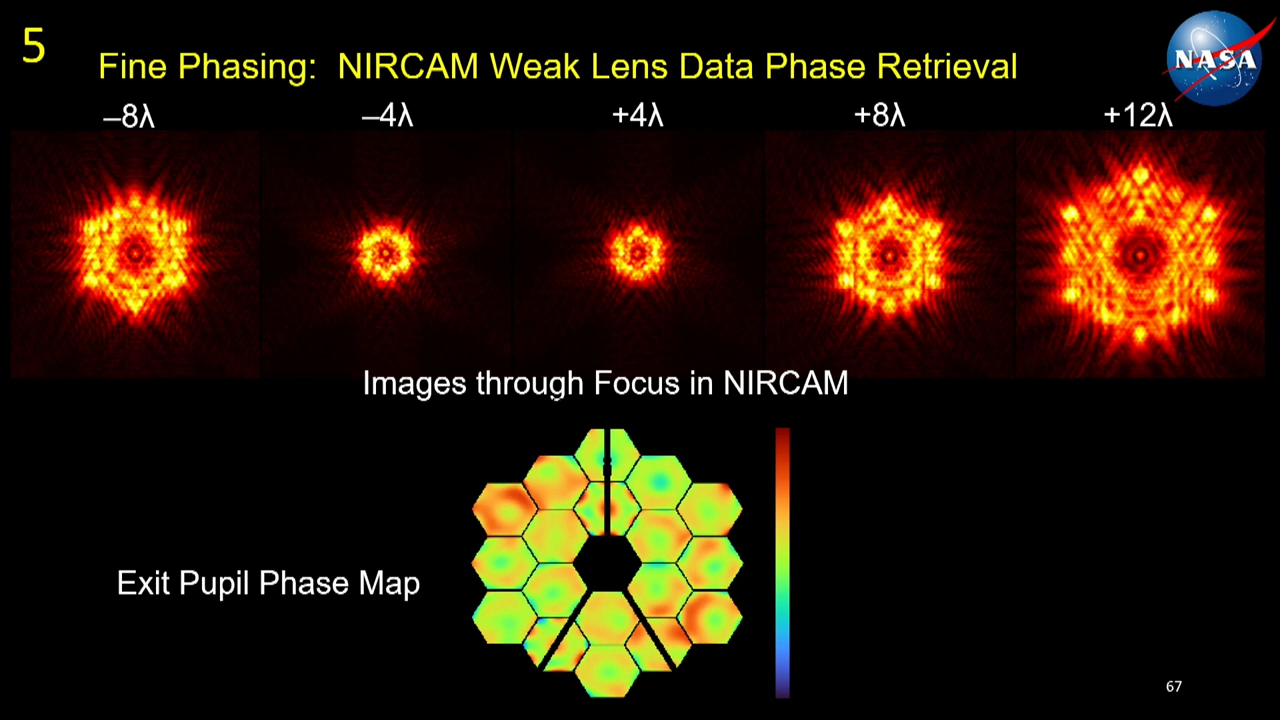 5
Fine Phasing: NIRCAM Weak Lens Data Phase Retrieval
NASA
–8λ –4λ +4λ +8λ +12λ
Images through Focus in NIRCAM
Exit Pupil Phase Map
67